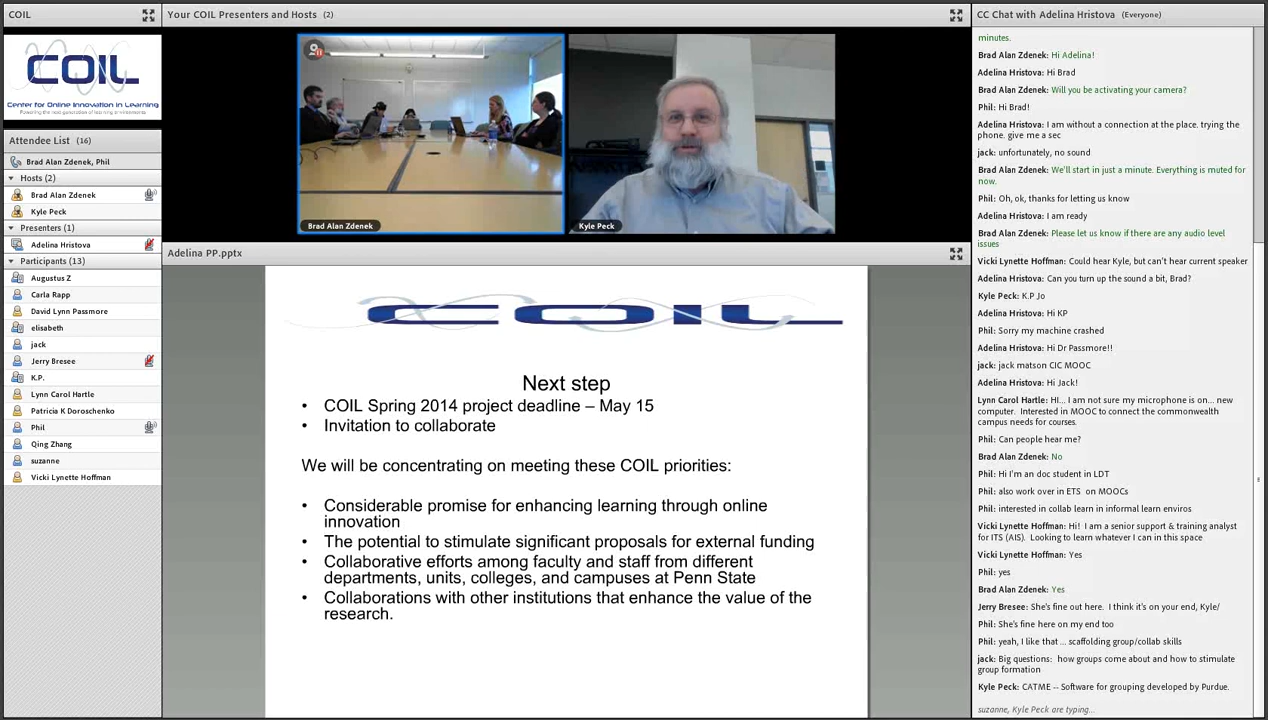 COIL
Your COIL Presenters and Hosts (2)
CC Chat with Adelina Hristova (Everyone)
COIL
Center for Online Innovation in Learning
Powering the next generation of learning environments
Attendee List (16)
Brad Alan Zdenek, Phil
Hosts (2)
Brad Alan Zdenek
Kyle Peck
Presenters (1)
Adelina Hristova
Participants (13)
Augustus Z
Carla Rapp
David Lynn Passmore
elisabeth
jack
Jerry Bresee
K.P.
Lynn Carol Hartle
Patricia K Doroschenko
Phil
Qing Zhang
suzanne
Vicki Lynette Hoffman
Brad Alan Zdenek
Kyle Peck
Adelina PP.pptx
COIL
Next step
• COIL Spring 2014 project deadline – May 15
• Invitation to collaborate
We will be concentrating on meeting these COIL priorities:
• Considerable promise for enhancing learning through online
innovation
• The potential to stimulate significant proposals for external funding
• Collaborative efforts among faculty and staff from different
departments, units, colleges, and campuses at Penn State
• Collaborations with other institutions that enhance the value of the
research.
minutes.
Brad Alan Zdenek: Hi Adelina!
Adelina Hristova: Hi Brad
Brad Alan Zdenek: Will you be activating your camera?
Phil: Hi Brad!
Adelina Hristova: I am without a connection at the place. trying the
phone. give me a sec
jack: unfortunately, no sound
Brad Alan Zdenek: We'll start in just a minute. Everything is muted for
now.
Phil: Oh, ok, thanks for letting us know
Adelina Hristova: I am ready
Brad Alan Zdenek: Please let us know if there are any audio level
issues
Vicki Lynette Hoffman: Could hear Kyle, but can't hear current speaker
Adelina Hristova: Can you turn up the sound a bit, Brad?
Kyle Peck: K.P Jo
Adelina Hristova: Hi KP
Phil: Sorry my machine crashed
Adelina Hristova: Hi Dr Passmore!!
jack: jack matson CIC MOOC
Adelina Hristova: Hi Jack!
Lynn Carol Hartle: HI... I am not sure my microphone is on... new
computer. Interested in MOOC to connect the commonwealth
campus needs for courses.
Phil: Can people hear me?
Brad Alan Zdenek: No
Phil: Hi I'm an doc student in LDT
Phil: also work over in ETS on MOOCs
Phil: interested in collab learn in informal learn enviros
Vicki Lynette Hoffman: Hi! I am a senior support & training analyst
for ITS (AIS). Looking to learn whatever I can in this space
Vicki Lynette Hoffman: Yes
Phil: yes
Brad Alan Zdenek: Yes
Jerry Bresee: She's fine out here. I think it's on your end, Kyle/
Phil: She's fine here on my end too
Phil: yeah, I like that ... scaffolding group/collab skills
jack: Big questions: how groups come about and how to stimulate
group formation
Kyle Peck: CATME -- Software for grouping developed by Purdue.
suzanne, Kyle Peck are typing...